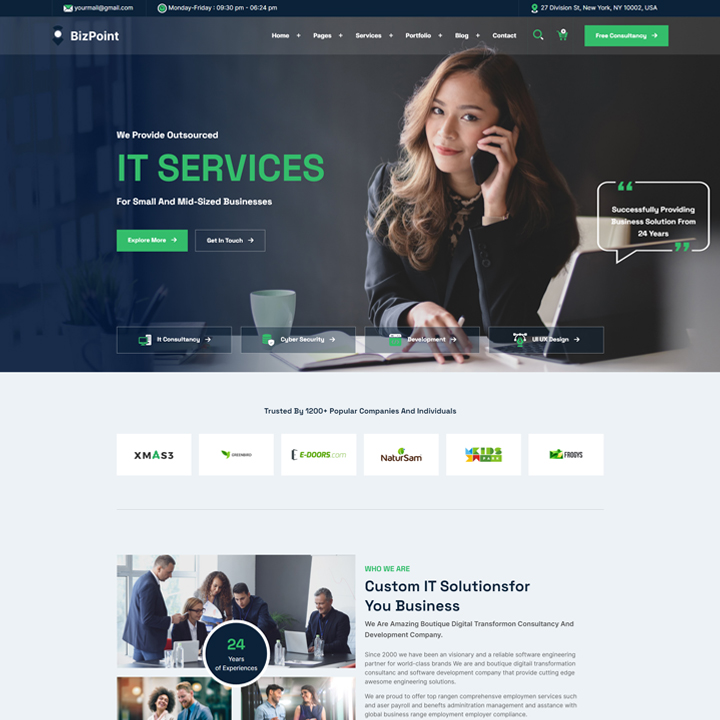 yourmail@gmail.com
Monday-Friday : 09:30 pm - 06:24 pm
27 Division St, New York, NY 10002, USA
BizPoint
Home + Pages + Services + Portfolio + Blog + Contact
0
Free Consultancy →
We Provide Outsourced
IT SERVICES
For Small And Mid-Sized Businesses
Explore More →
Get In Touch →
Successfully Providing
Business Solution From
24 Years
It Consultancy →
Cyber Security →
Development →
UI UX Design →
Trusted By 1200+ Popular Companies And Individuals
XMAS3
GREENBIRD
E-DOORS.com
NaturSam
KIDS
PARK
FROGYS
24
Years
of Experiences
WHO WE ARE
Custom IT Solutionsfor
You Business
We Are Amazing Boutique Digital Transformon Consultancy And
Development Company.
Since 2000 we have been an visionary and a reliable software engineering
partner for world-class brands We are and boutique digital transformation
consultanc and software development company that provide cutting edge
awesome engineering solutions.
We are proud to offer top rangen comprehensve employmen services such
and aser payroll and benefits adminitration management and asistance with
global business range employment employer compliance.